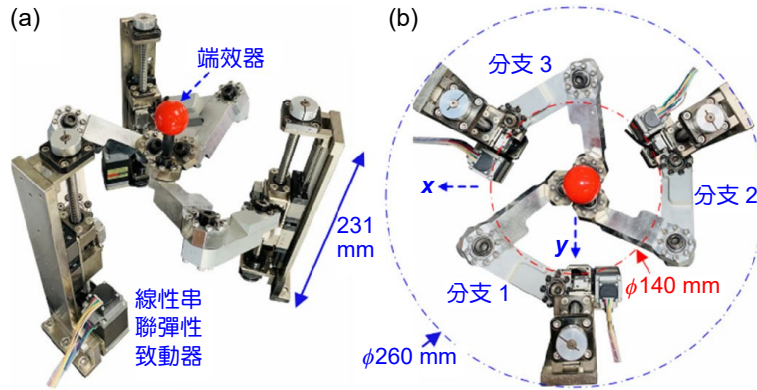 (a)
端效器
231
mm
線性串
聯彈性
致動器
(b)
分支 3
x
分支 2
y
分支 1
ϕ140 mm
ϕ260 mm